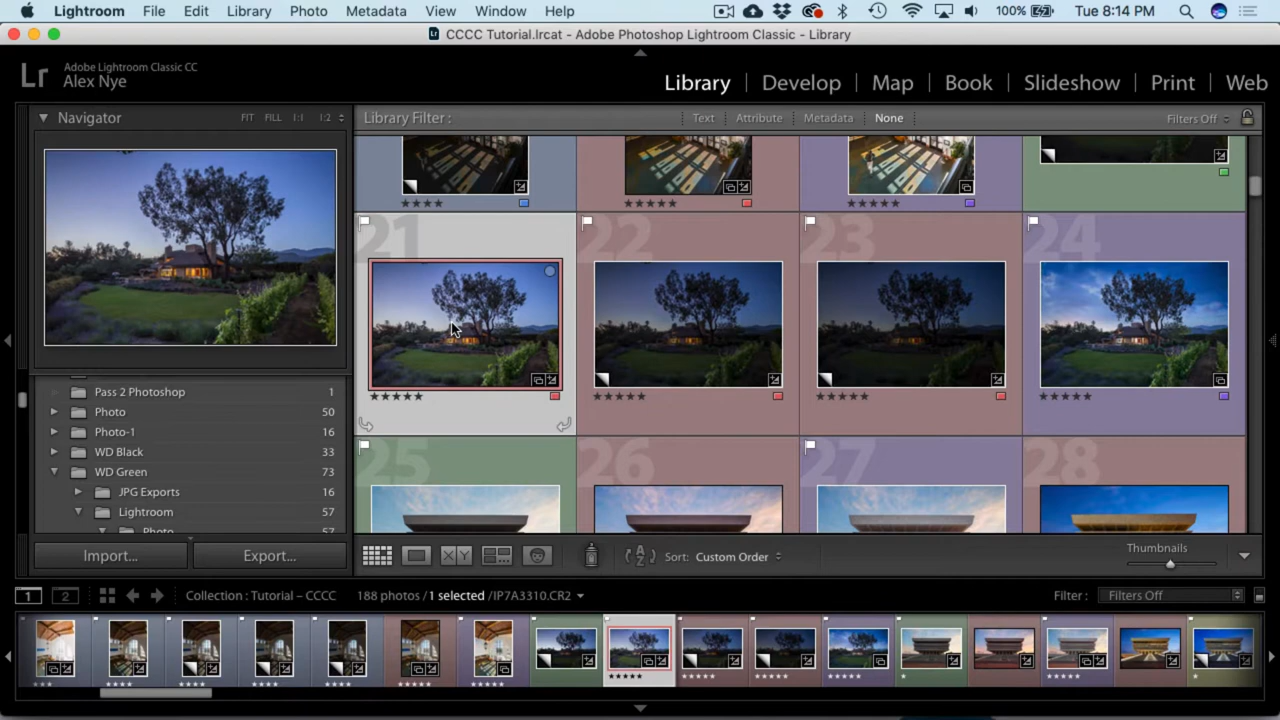 Lightroom File Edit Library Photo Metadata View Window Help 100% Tue 8:14 PM
Lr CCCC Tutorial.lrcat - Adobe Photoshop Lightroom Classic - Library
Lr Adobe Lightroom Classic CC
Alex Nye
Library | Develop | Map | Book | Slideshow | Print | Web
Navigator FIT FILL 1:1 1:2
Library Filter : Text Attribute Metadata None Filters Off
★★★★ ★★★★★ ★★★★★
21 22 23 24
★★★★★ ★★★★★ ★★★★★ ★★★★★
25 26 27 28
Pass 2 Photoshop 1
Photo 50
Photo-1 16
WD Black 33
WD Green 73
JPG Exports 16
Lightroom 57
Photo 57
Import... Export...
XY AZ Sort: Custom Order Thumbnails
1 2 Collection : Tutorial – CCCC 188 photos / 1 selected / IP7A3310.CR2 Filter : Filters Off
★★★ ★★★★ ★★★★ ★★★★ ★★★★ ★★★★★ ★★★★★ ★★★★★ ★★★★★ ★★★★★ ★★★★★ ★ ★★★★★ ★